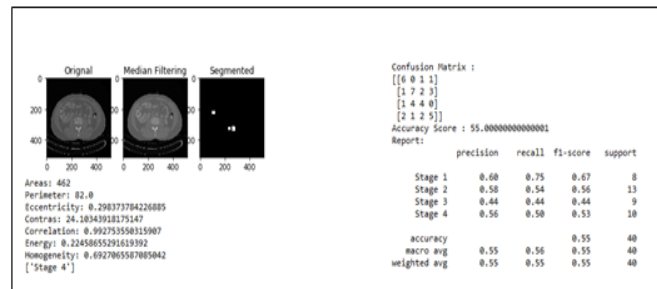 Orignal Median Filtering Segmented
0 0 0
200 200 200
400 400 400
0 200 400 0 200 400 0 200 400
Areas: 462
Perimeter: 82.0
Eccentricity: 0.298373784226885
Contras: 24.10343918175147
Correlation: 0.992753550315907
Energy: 0.22458655291619392
Homogeneity: 0.6927065587085042
['Stage 4']
Confusion Matrix :
[[6 0 1 1]
[1 7 2 3]
[1 4 4 0]
[2 1 2 5]]
Accuracy Score : 55.00000000000001
Report:
precision recall f1-score support
Stage 1 0.60 0.75 0.67 8
Stage 2 0.58 0.54 0.56 13
Stage 3 0.44 0.44 0.44 9
Stage 4 0.56 0.50 0.53 10
accuracy 0.55 40
macro avg 0.55 0.56 0.55 40
weighted avg 0.55 0.55 0.55 40